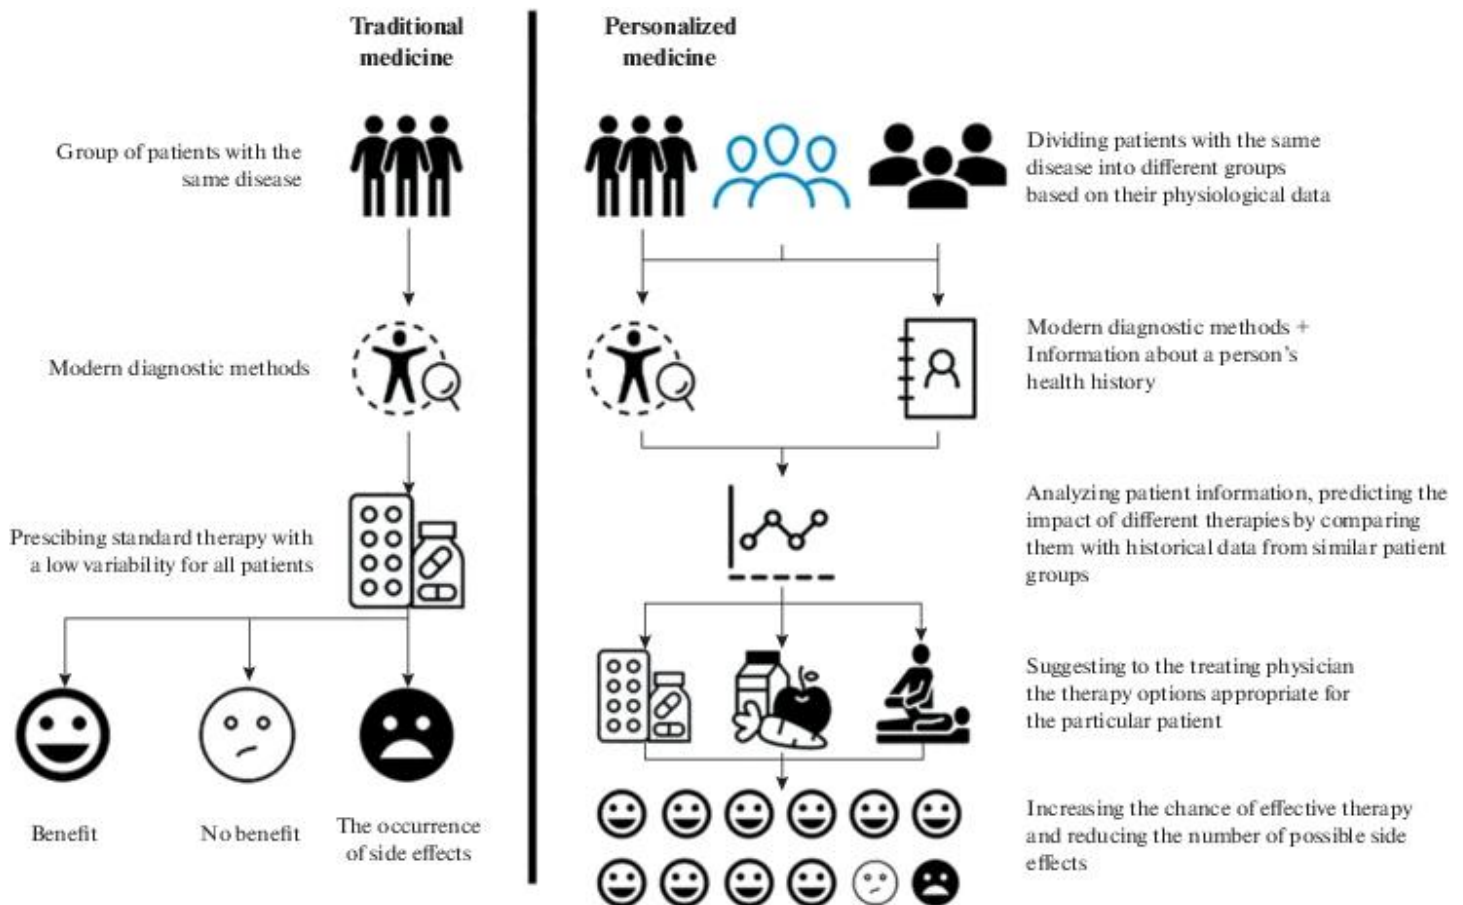 Traditional
medicine
Group of patients with the
same disease
Modern diagnostic methods
Prescibing standard therapy with
a low variability for all patients
Benefit
No benefit
The occurrence
of side effects
Personalized
medicine
Dividing patients with the same
disease into different groups
based on their physiological data
Modern diagnostic methods +
Information about a person's
health history
Analyzing patient information, predicting the
impact of different therapies by comparing
them with historical data from similar patient
groups
Suggesting to the treating physician
the therapy options appropriate for
the particular patient
Increasing the chance of effective therapy
and reducing the number of possible side
effects